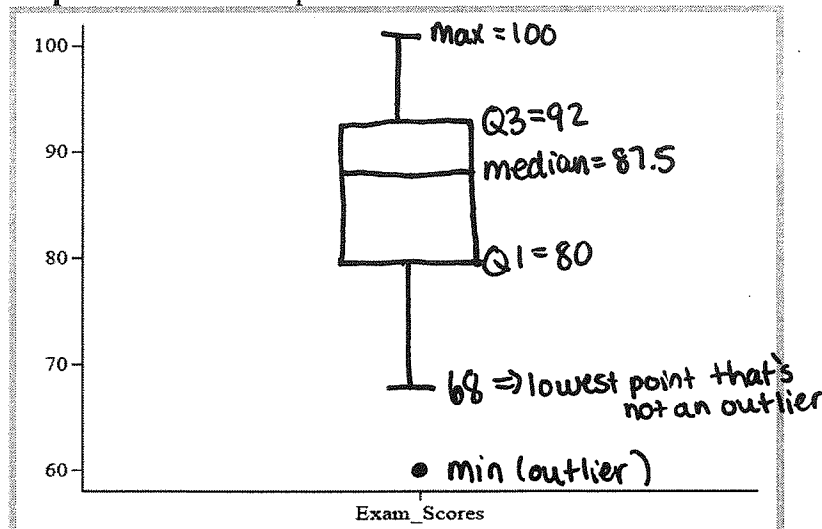 100
max = 100
Q3=92
90
median= 87.5
80
Q1 = 80
70
68 => lowest point that's
not an outlier
60
min (outlier)
Exam_Scores